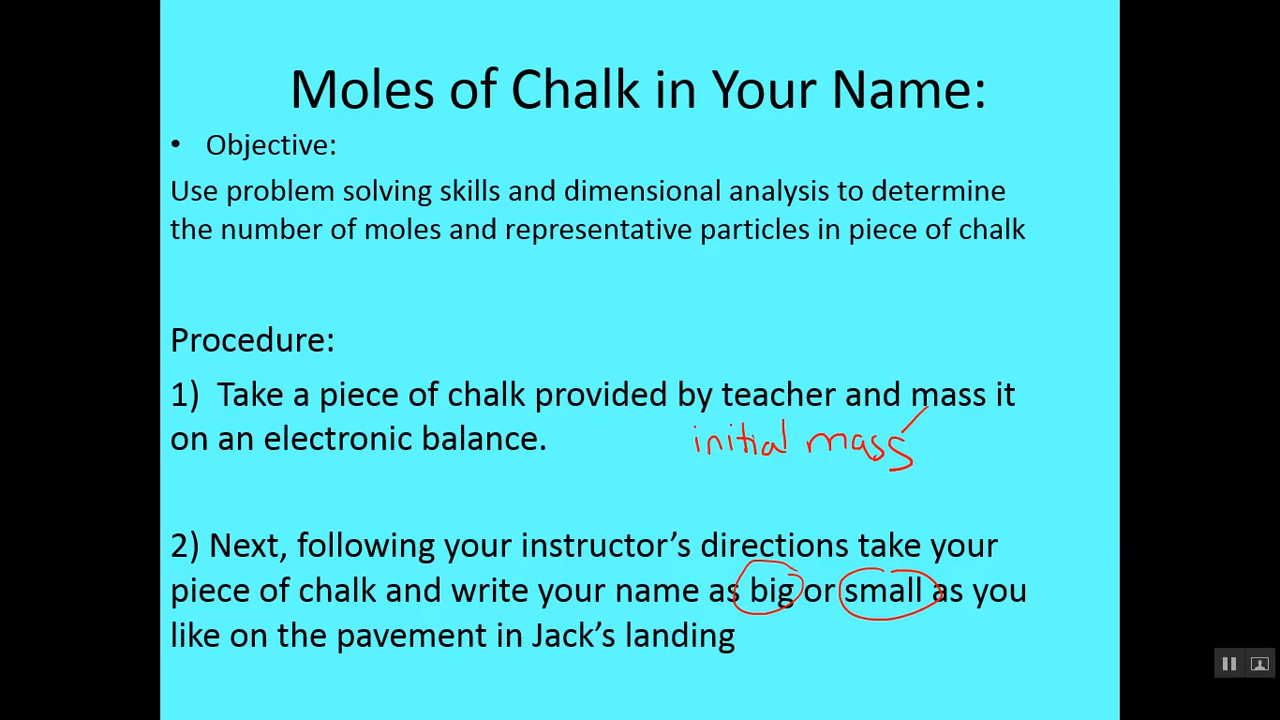 Moles of Chalk in Your Name:
• Objective:
Use problem solving skills and dimensional analysis to determine
the number of moles and representative particles in piece of chalk
Procedure:
1) Take a piece of chalk provided by teacher and mass it
on an electronic balance.
initial mass
2) Next, following your instructor’s directions take your
piece of chalk and write your name as big or small as you
like on the pavement in Jack’s landing